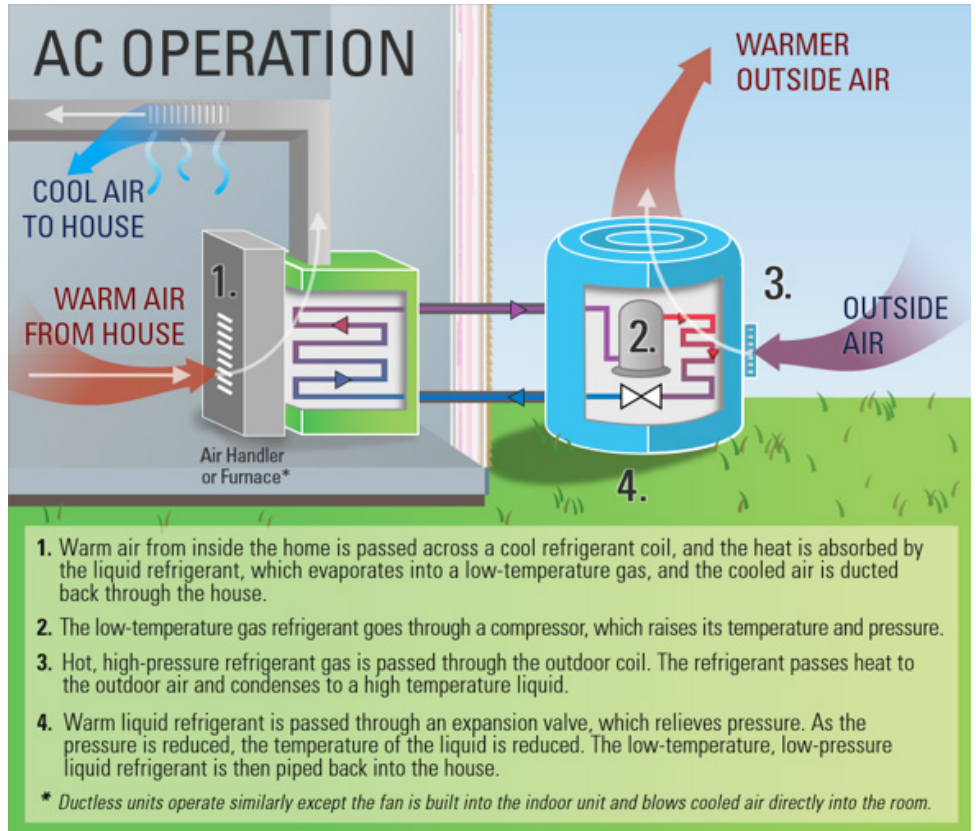 AC OPERATION
WARMER
OUTSIDE AIR
COOL AIR
TO HOUSE
1.
WARM AIR
FROM HOUSE
2.
3.
OUTSIDE
AIR
Air Handler
or Furnace*
4.
1. Warm air from inside the home is passed across a cool refrigerant coil, and the heat is absorbed by
the liquid refrigerant, which evaporates into a low-temperature gas, and the cooled air is ducted
back through the house.
2. The low-temperature gas refrigerant goes through a compressor, which raises its temperature and pressure.
3. Hot, high-pressure refrigerant gas is passed through the outdoor coil. The refrigerant passes heat to
the outdoor air and condenses to a high temperature liquid.
4. Warm liquid refrigerant is passed through an expansion valve, which relieves pressure. As the
pressure is reduced, the temperature of the liquid is reduced. The low-temperature, low-pressure
liquid refrigerant is then piped back into the house.
* Ductless units operate similarly except the fan is built into the indoor unit and blows cooled air directly into the room.